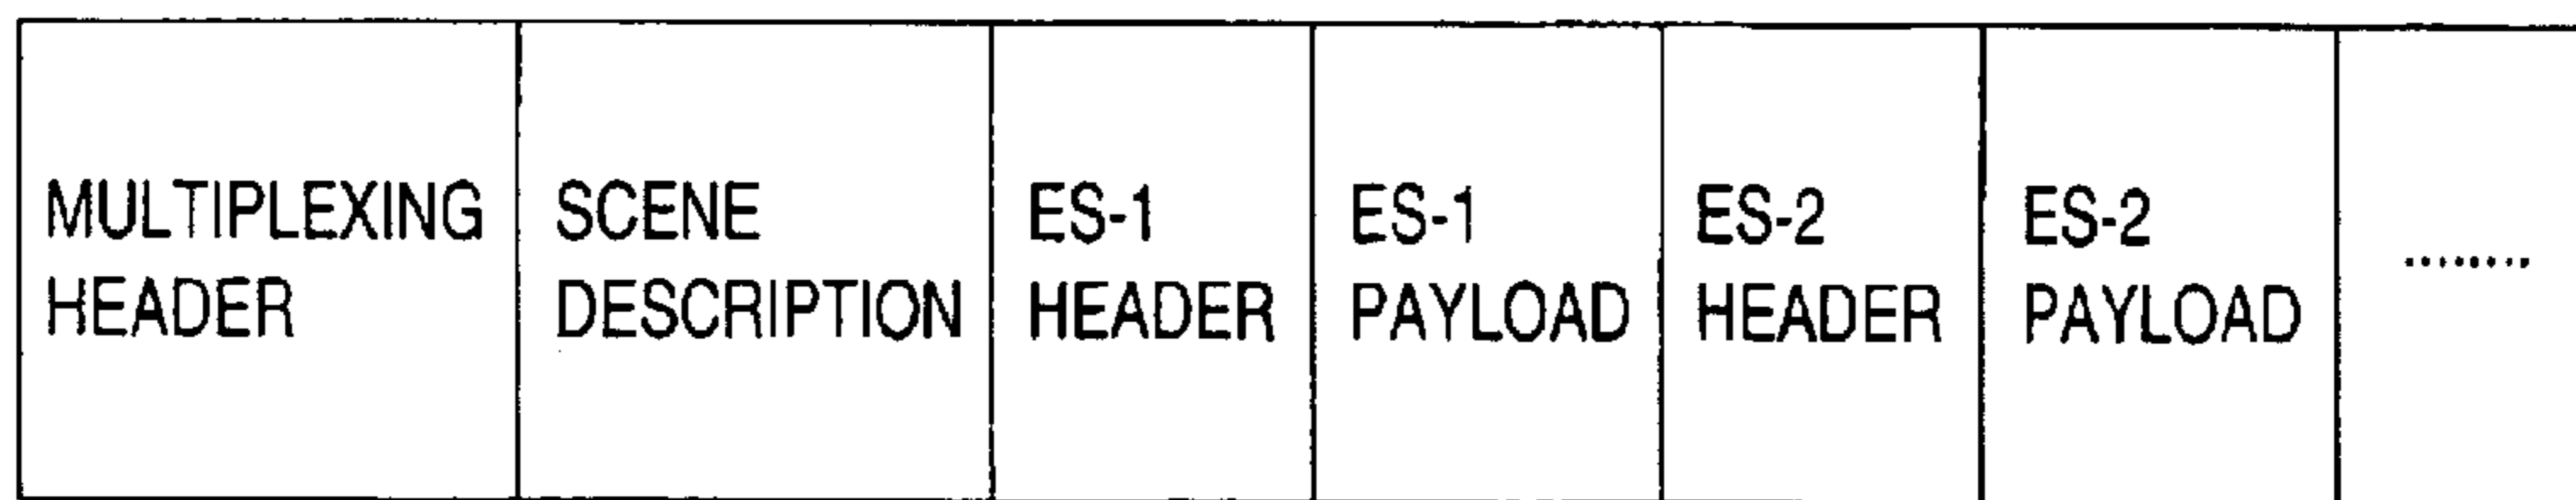 MULTIPLEXING
HEADER
SCENE
DESCRIPTION
ES-1
HEADER
ES-1
PAYLOAD
ES-2
HEADER
ES-2
PAYLOAD
........